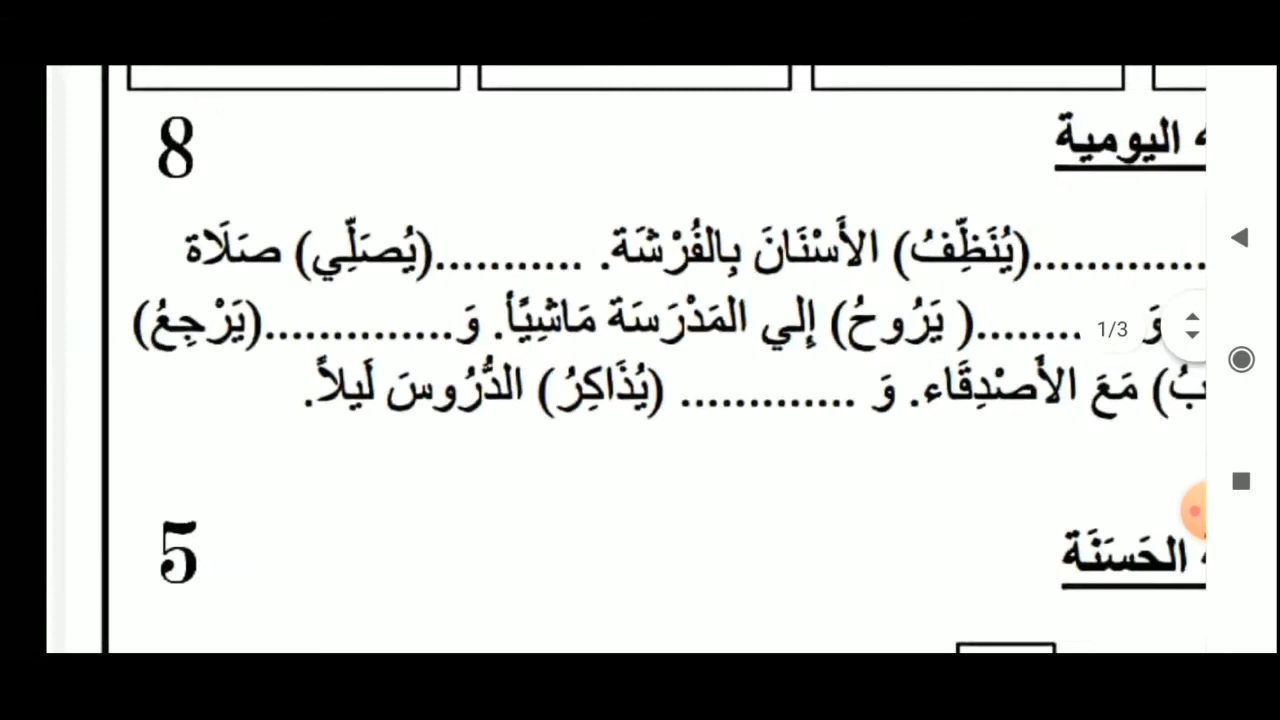 اليومية
8
.............(يُنَظِّفُ) الأَسْنَانَ بِالفُرْشَة. ...........(يُصَلِّي) صَلَاة
وَ ........( يَرُوحُ) إِلي المَدْرَسَة مَاشِيًّأ. وَ..............(يَرْجِعُ)
مَعَ الأَصْدِقَاء. وَ ............. (يُذَاكِرُ) الدُّرُوسَ لَيلاً.
1/3
الحَسَنَة
5